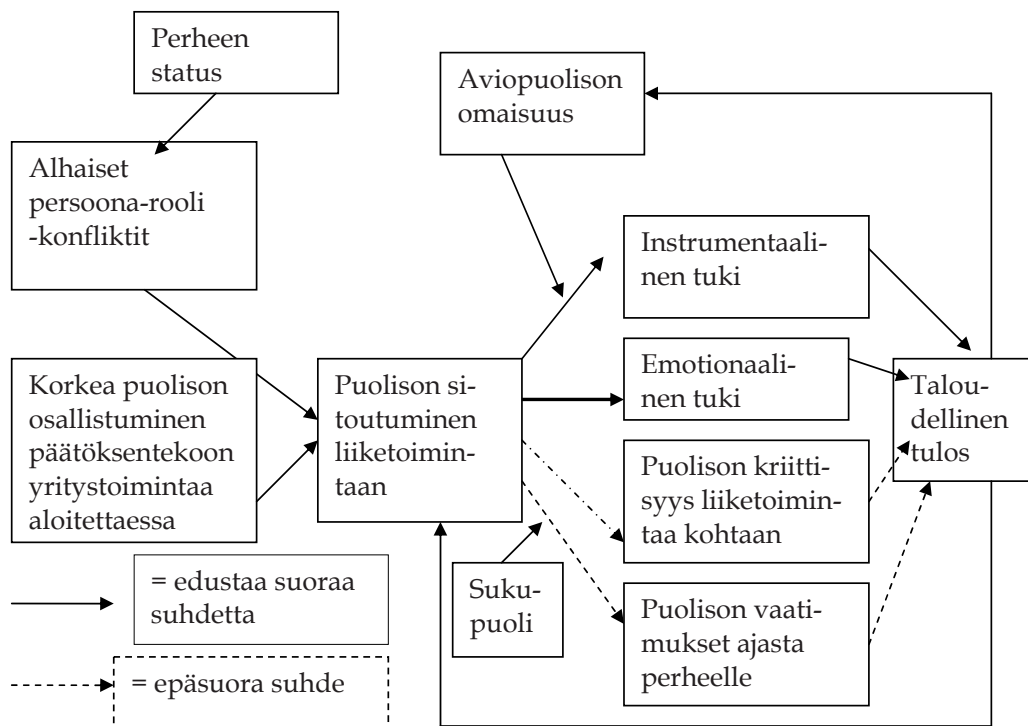 Perheen
status
Aviopuolison
omaisuus
Alhaiset
persoona-rooli
-konfliktit
Instrumentaali-
nen tuki
Korkea puolison
osallistuminen
päätöksentekoon
yritystoimintaa
aloitettaessa
Puolison si-
toutuminen
liiketoimin-
taan
Emotionaali-
nen tuki
Talou-
dellinen
tulos
Puolison kriitti-
syys liiketoimin-
taa kohtaan
Suku-
puoli
Puolison vaati-
mukset ajasta
perheelle
= edustaa suoraa
suhdetta
= epäsuora suhde